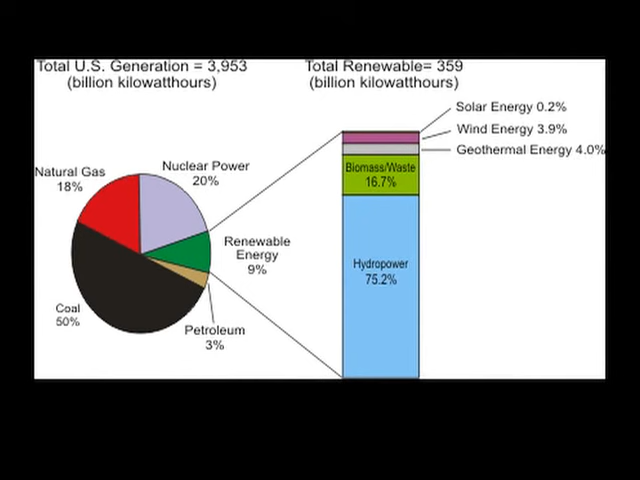 Total U.S. Generation = 3,953
(billion kilowatthours)
Total Renewable= 359
(billion kilowatthours)
Natural Gas
18%
Nuclear Power
20%
Renewable
Energy
9%
Petroleum
3%
Coal
50%
Solar Energy 0.2%
Wind Energy 3.9%
Geothermal Energy 4.0%
Biomass/Waste
16.7%
Hydropower
75.2%